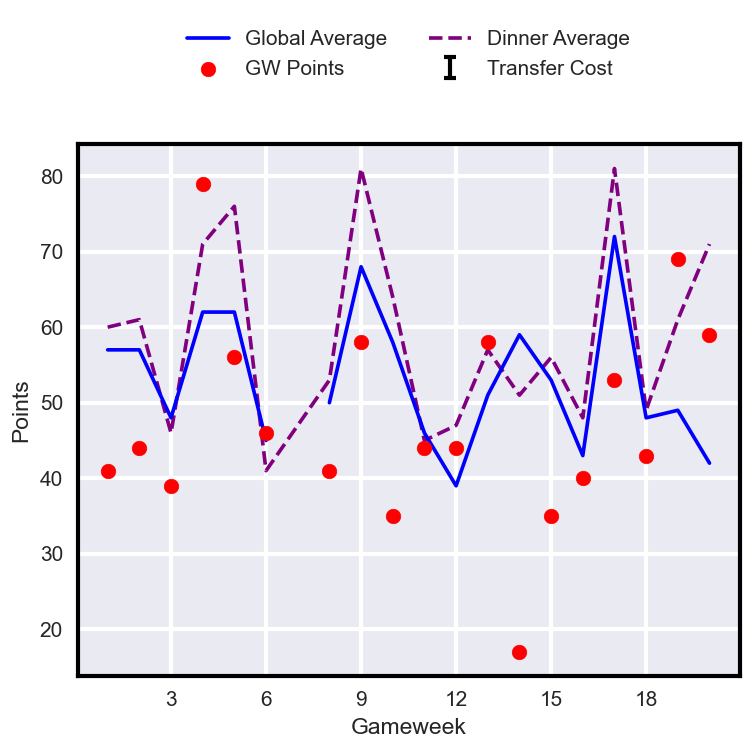 Global Average
Dinner Average
GW Points
Transfer Cost
80
70
60
50
40
30
20
Points
3 6 9 12 15 18
Gameweek